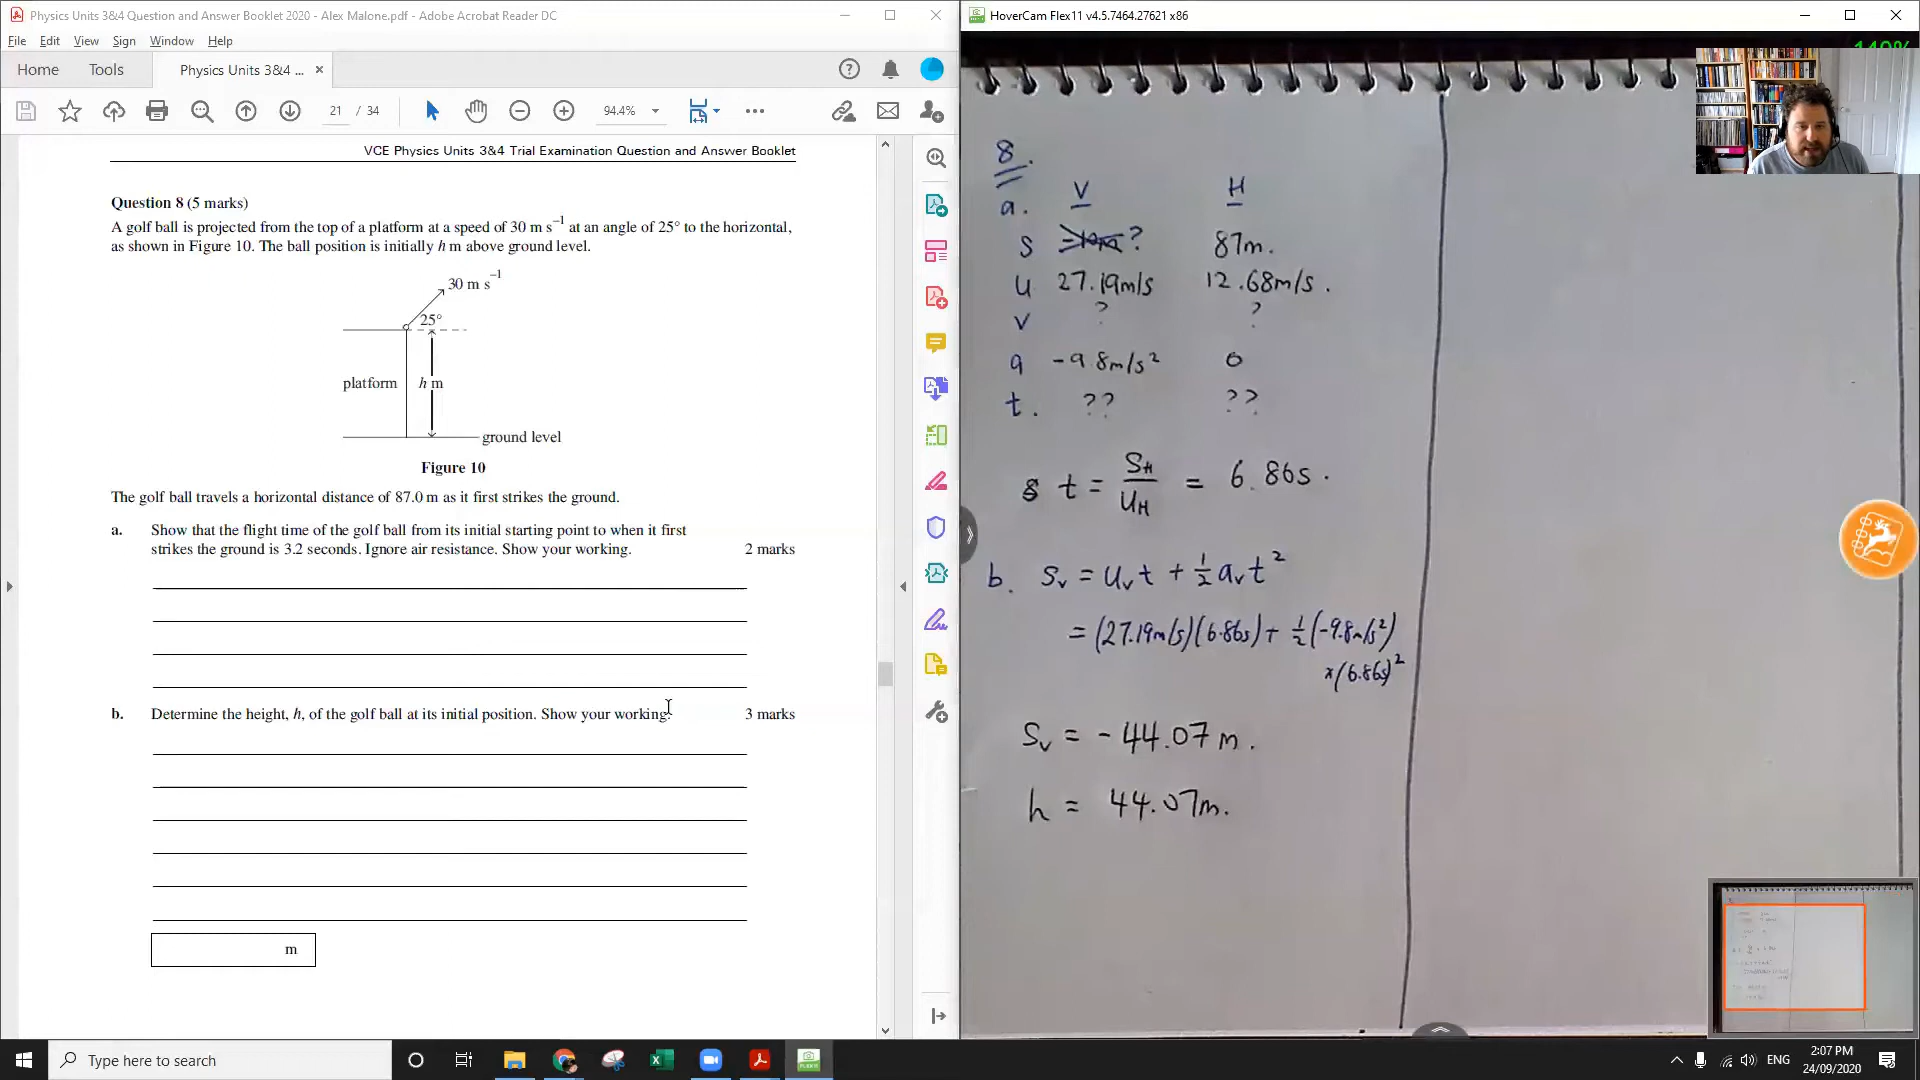 Physics Units 3&4 Question and Answer Booklet 2020 - Alex Malone.pdf - Adobe Acrobat Reader DC
File Edit View Sign Window Help
Home Tools Physics Units 3&4 ... ×
21 / 34 94.4%
VCE Physics Units 3&4 Trial Examination Question and Answer Booklet
Question 8 (5 marks)
A golf ball is projected from the top of a platform at a speed of 30 m s⁻¹ at an angle of 25° to the horizontal,
as shown in Figure 10. The ball position is initially h m above ground level.
30 m s⁻¹
25°
platform h m
ground level
Figure 10
The golf ball travels a horizontal distance of 87.0 m as it first strikes the ground.
a. Show that the flight time of the golf ball from its initial starting point to when it first
strikes the ground is 3.2 seconds. Ignore air resistance. Show your working. 2 marks
b. Determine the height, h, of the golf ball at its initial position. Show your working. 3 marks
m
HoverCam Flex11 v4.5.7464.27621 x86
8.
a. V H
s ? 87m.
u 27.19m/s 12.68m/s.
v ? ?
a -9.8m/s² 0
t. ?? ??
t = S_H / U_H = 6.86s.
b. S_v = U_v t + ½ a_v t²
= (27.19m/s)(6.86s) + ½(-9.8m/s²)
×(6.86s)²
S_v = -44.07m.
h = 44.07m.
Type here to search
ENG
2:07 PM
24/09/2020